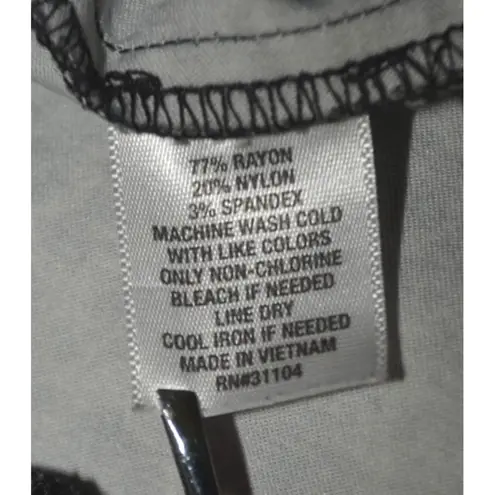 77% RAYON
20% NYLON
3% SPANDEX
MACHINE WASH COLD
WITH LIKE COLORS
ONLY NON-CHLORINE
BLEACH IF NEEDED
LINE DRY
COOL IRON IF NEEDED
MADE IN VIETNAM
RN#31104